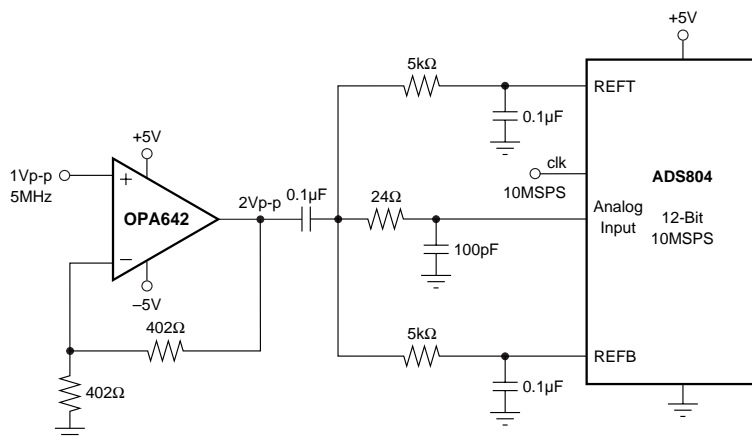 +5V
5kΩ
REFT
0.1µF
+5V
1Vp-p
5MHz
+
OPA642
–
–5V
2Vp-p
0.1µF
24Ω
clk
10MSPS
ADS804
Analog
Input
12-Bit
10MSPS
100pF
402Ω
402Ω
5kΩ
REFB
0.1µF